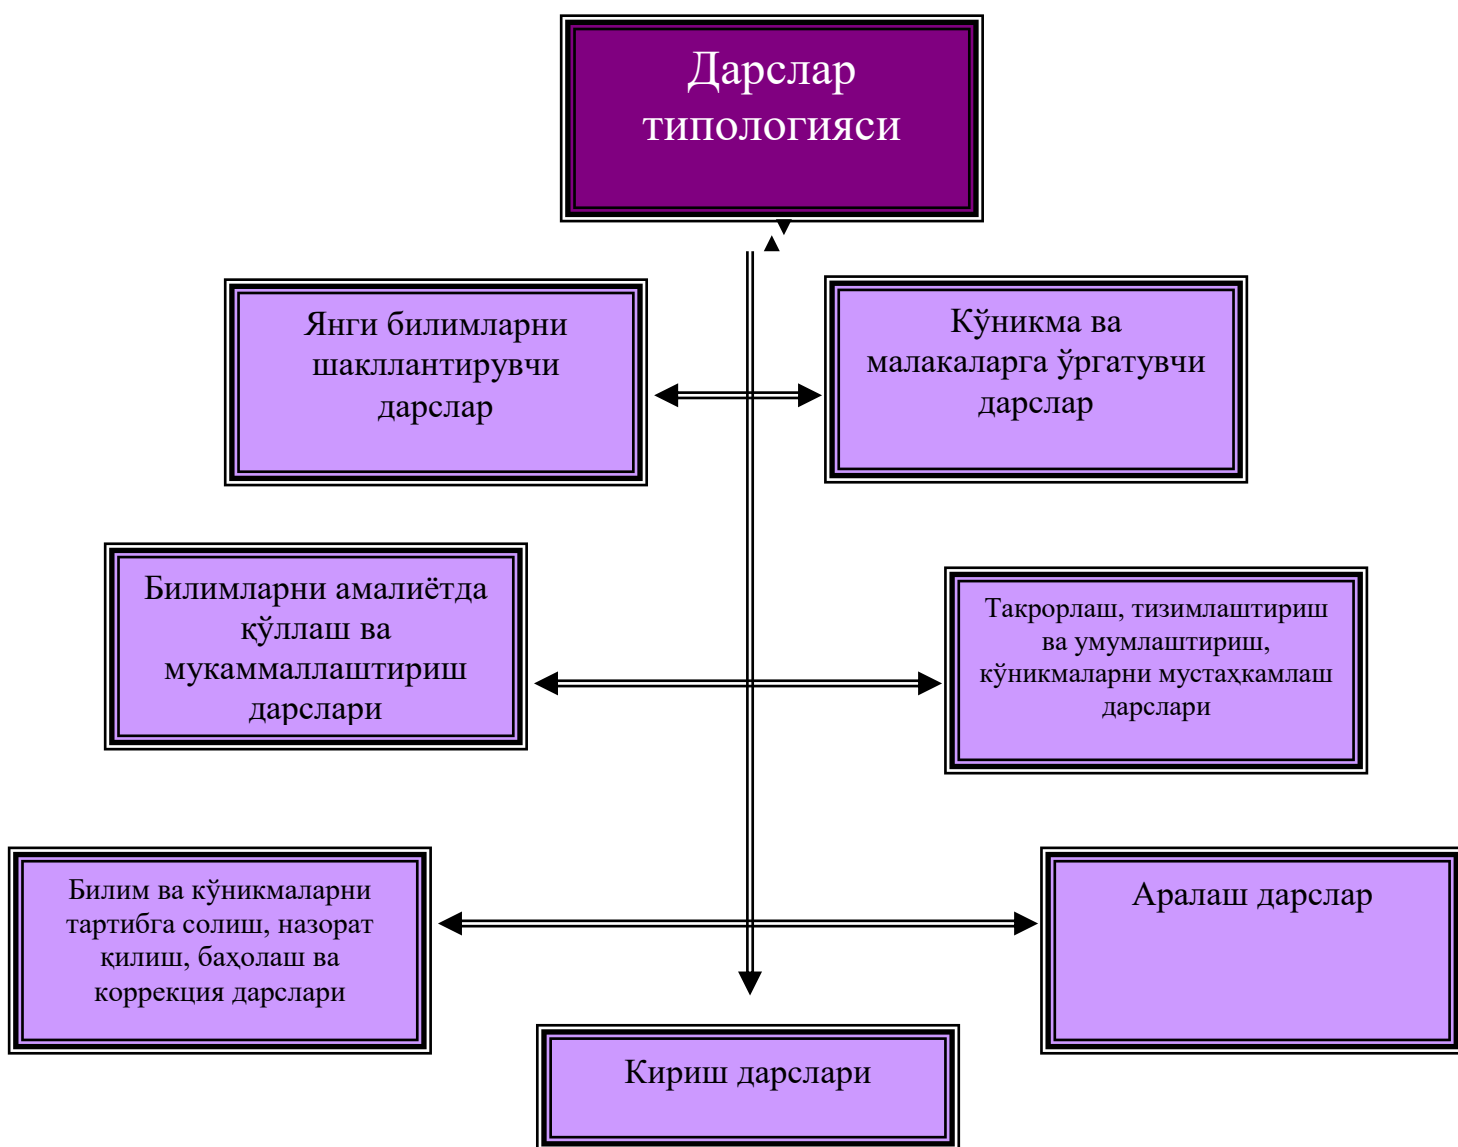 Дарслар
типологияси
Янги билимларни
шакллантирувчи
дарслар
Кўникма ва
малакаларга ўргатувчи
дарслар
Билимларни амалиётда
қўллаш ва
мукаммаллаштириш
дарслари
Такрорлаш, тизимлаштириш
ва умумлаштириш,
кўникмаларни мустаҳкамлаш
дарслари
Билим ва кўникмаларни
тартибга солиш, назорат
қилиш, баҳолаш ва
коррекция дарслари
Аралаш дарслар
Кириш дарслари